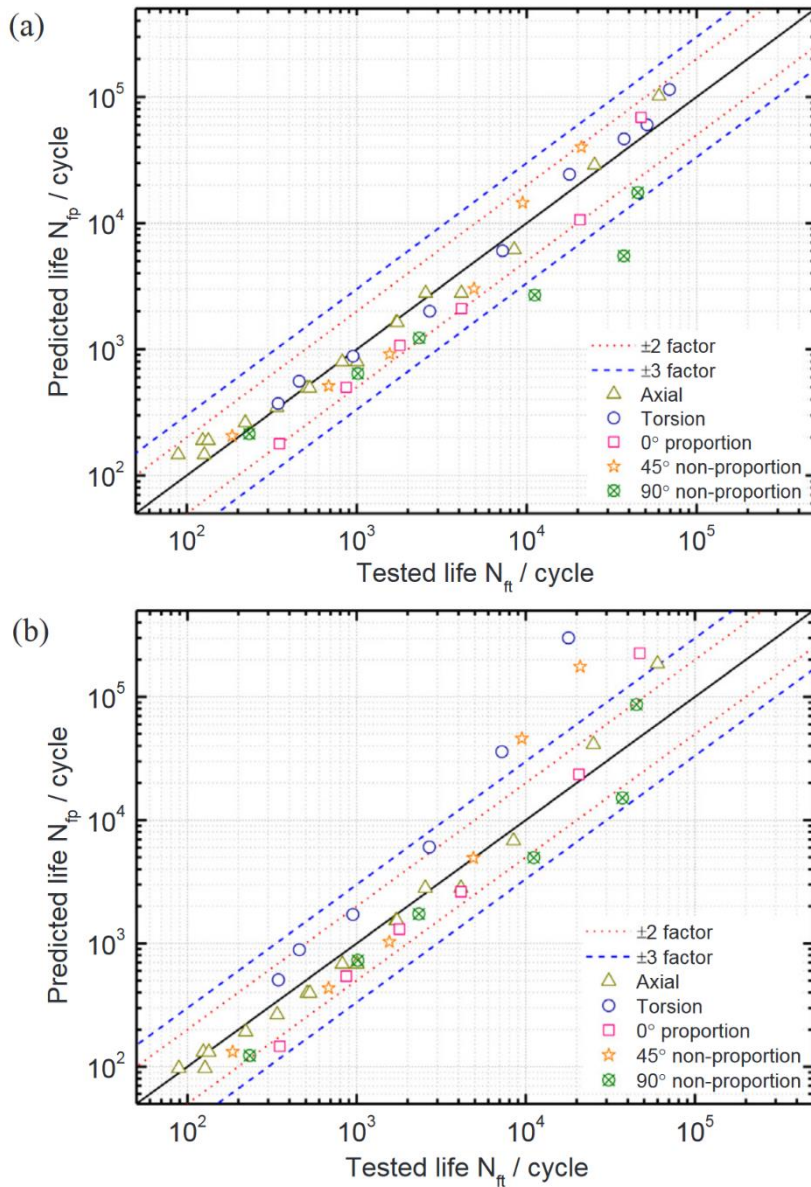 (a)
Predicted life N_fp / cycle
10^5
10^4
10^3
10^2
±2 factor
±3 factor
Axial
Torsion
0° proportion
45° non-proportion
90° non-proportion
10^2 10^3 10^4 10^5
Tested life N_ft / cycle
(b)
Predicted life N_fp / cycle
10^5
10^4
10^3
10^2
±2 factor
±3 factor
Axial
Torsion
0° proportion
45° non-proportion
90° non-proportion
10^2 10^3 10^4 10^5
Tested life N_ft / cycle